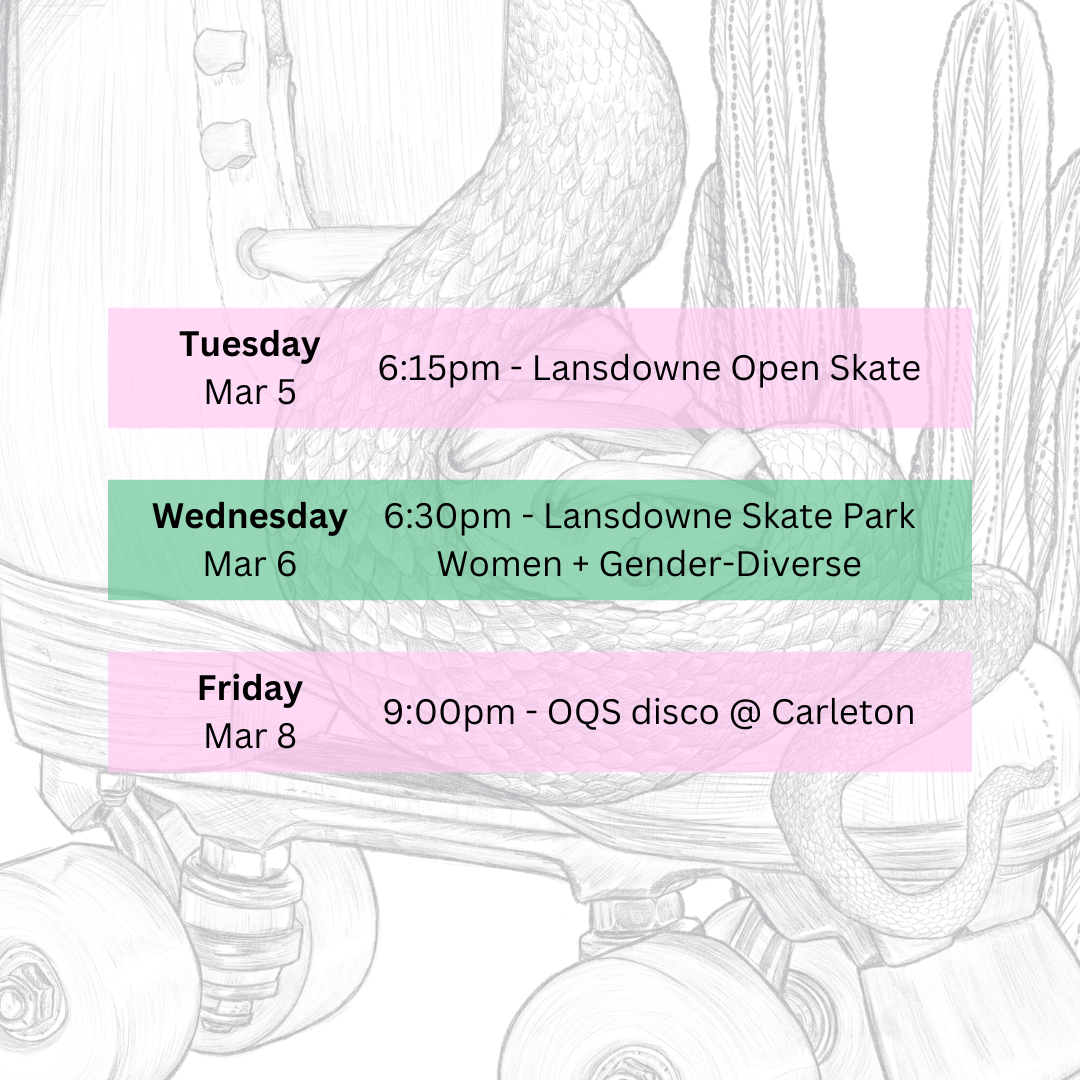 Tuesday
Mar 5
6:15pm - Lansdowne Open Skate
Wednesday
Mar 6
6:30pm - Lansdowne Skate Park
Women + Gender-Diverse
Friday
Mar 8
9:00pm - OQS disco @ Carleton